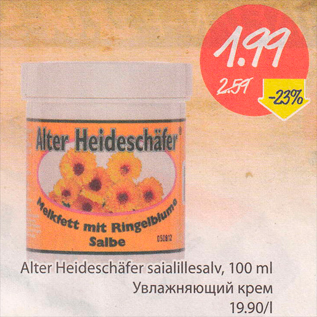 1.99
2.59
-23%
Alter Heideschäfer
Melkfett mit Ringelblume
Salbe
030812
Alter Heideschäfer saialillesalv, 100 ml
Увлажняющий крем
19.90/l